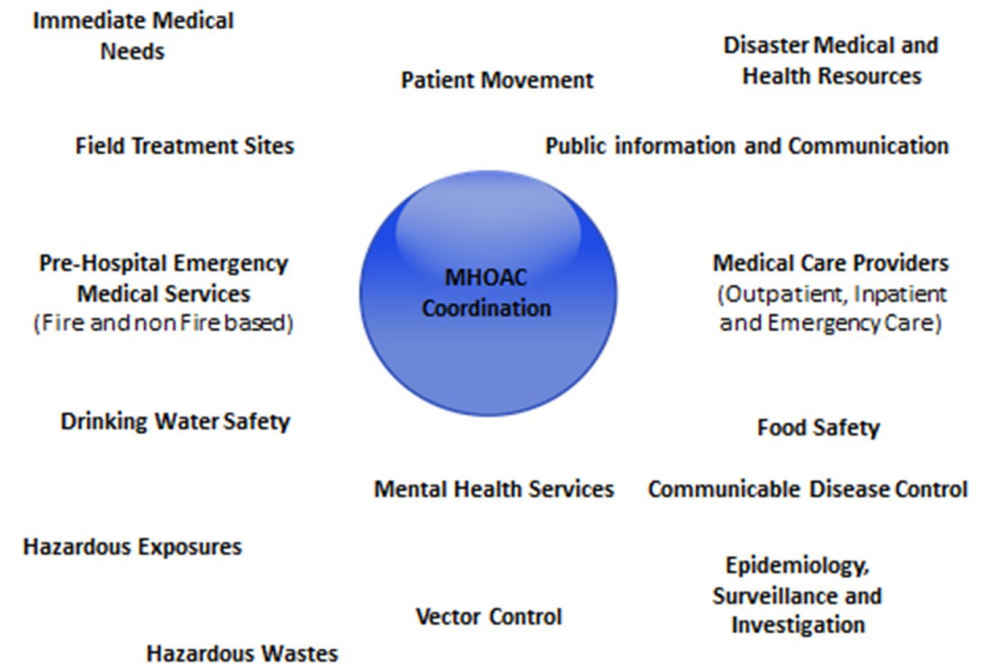 Immediate Medical
Needs
Patient Movement
Disaster Medical and
Health Resources
Field Treatment Sites
Public information and Communication
Pre-Hospital Emergency
Medical Services
(Fire and non Fire based)
MHOAC
Coordination
Medical Care Providers
(Outpatient, Inpatient
and Emergency Care)
Drinking Water Safety
Food Safety
Mental Health Services
Communicable Disease Control
Hazardous Exposures
Epidemiology,
Surveillance and
Investigation
Vector Control
Hazardous Wastes